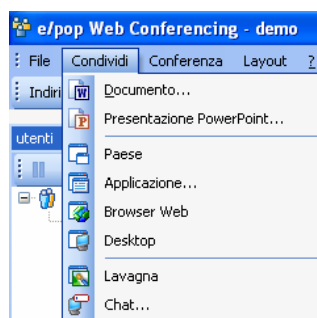 e/pop Web Conferencing - demo
File Condividi Conferenza Layout ?
Indiri
Documento...
Presentazione PowerPoint...
utenti
Paese
Applicazione...
Browser Web
Desktop
Lavagna
Chat...